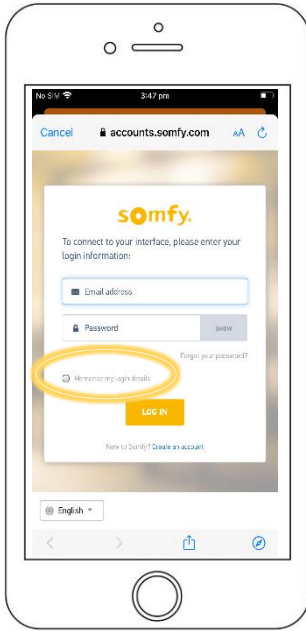 No SIM 3:47 pm
Cancel accounts.somfy.com AA
somfy.
To connect to your interface, please enter your
login information:
Email address
Password SHOW
Forgot your password?
Memorise my login details
LOG IN
New to Somfy? Create an account
English